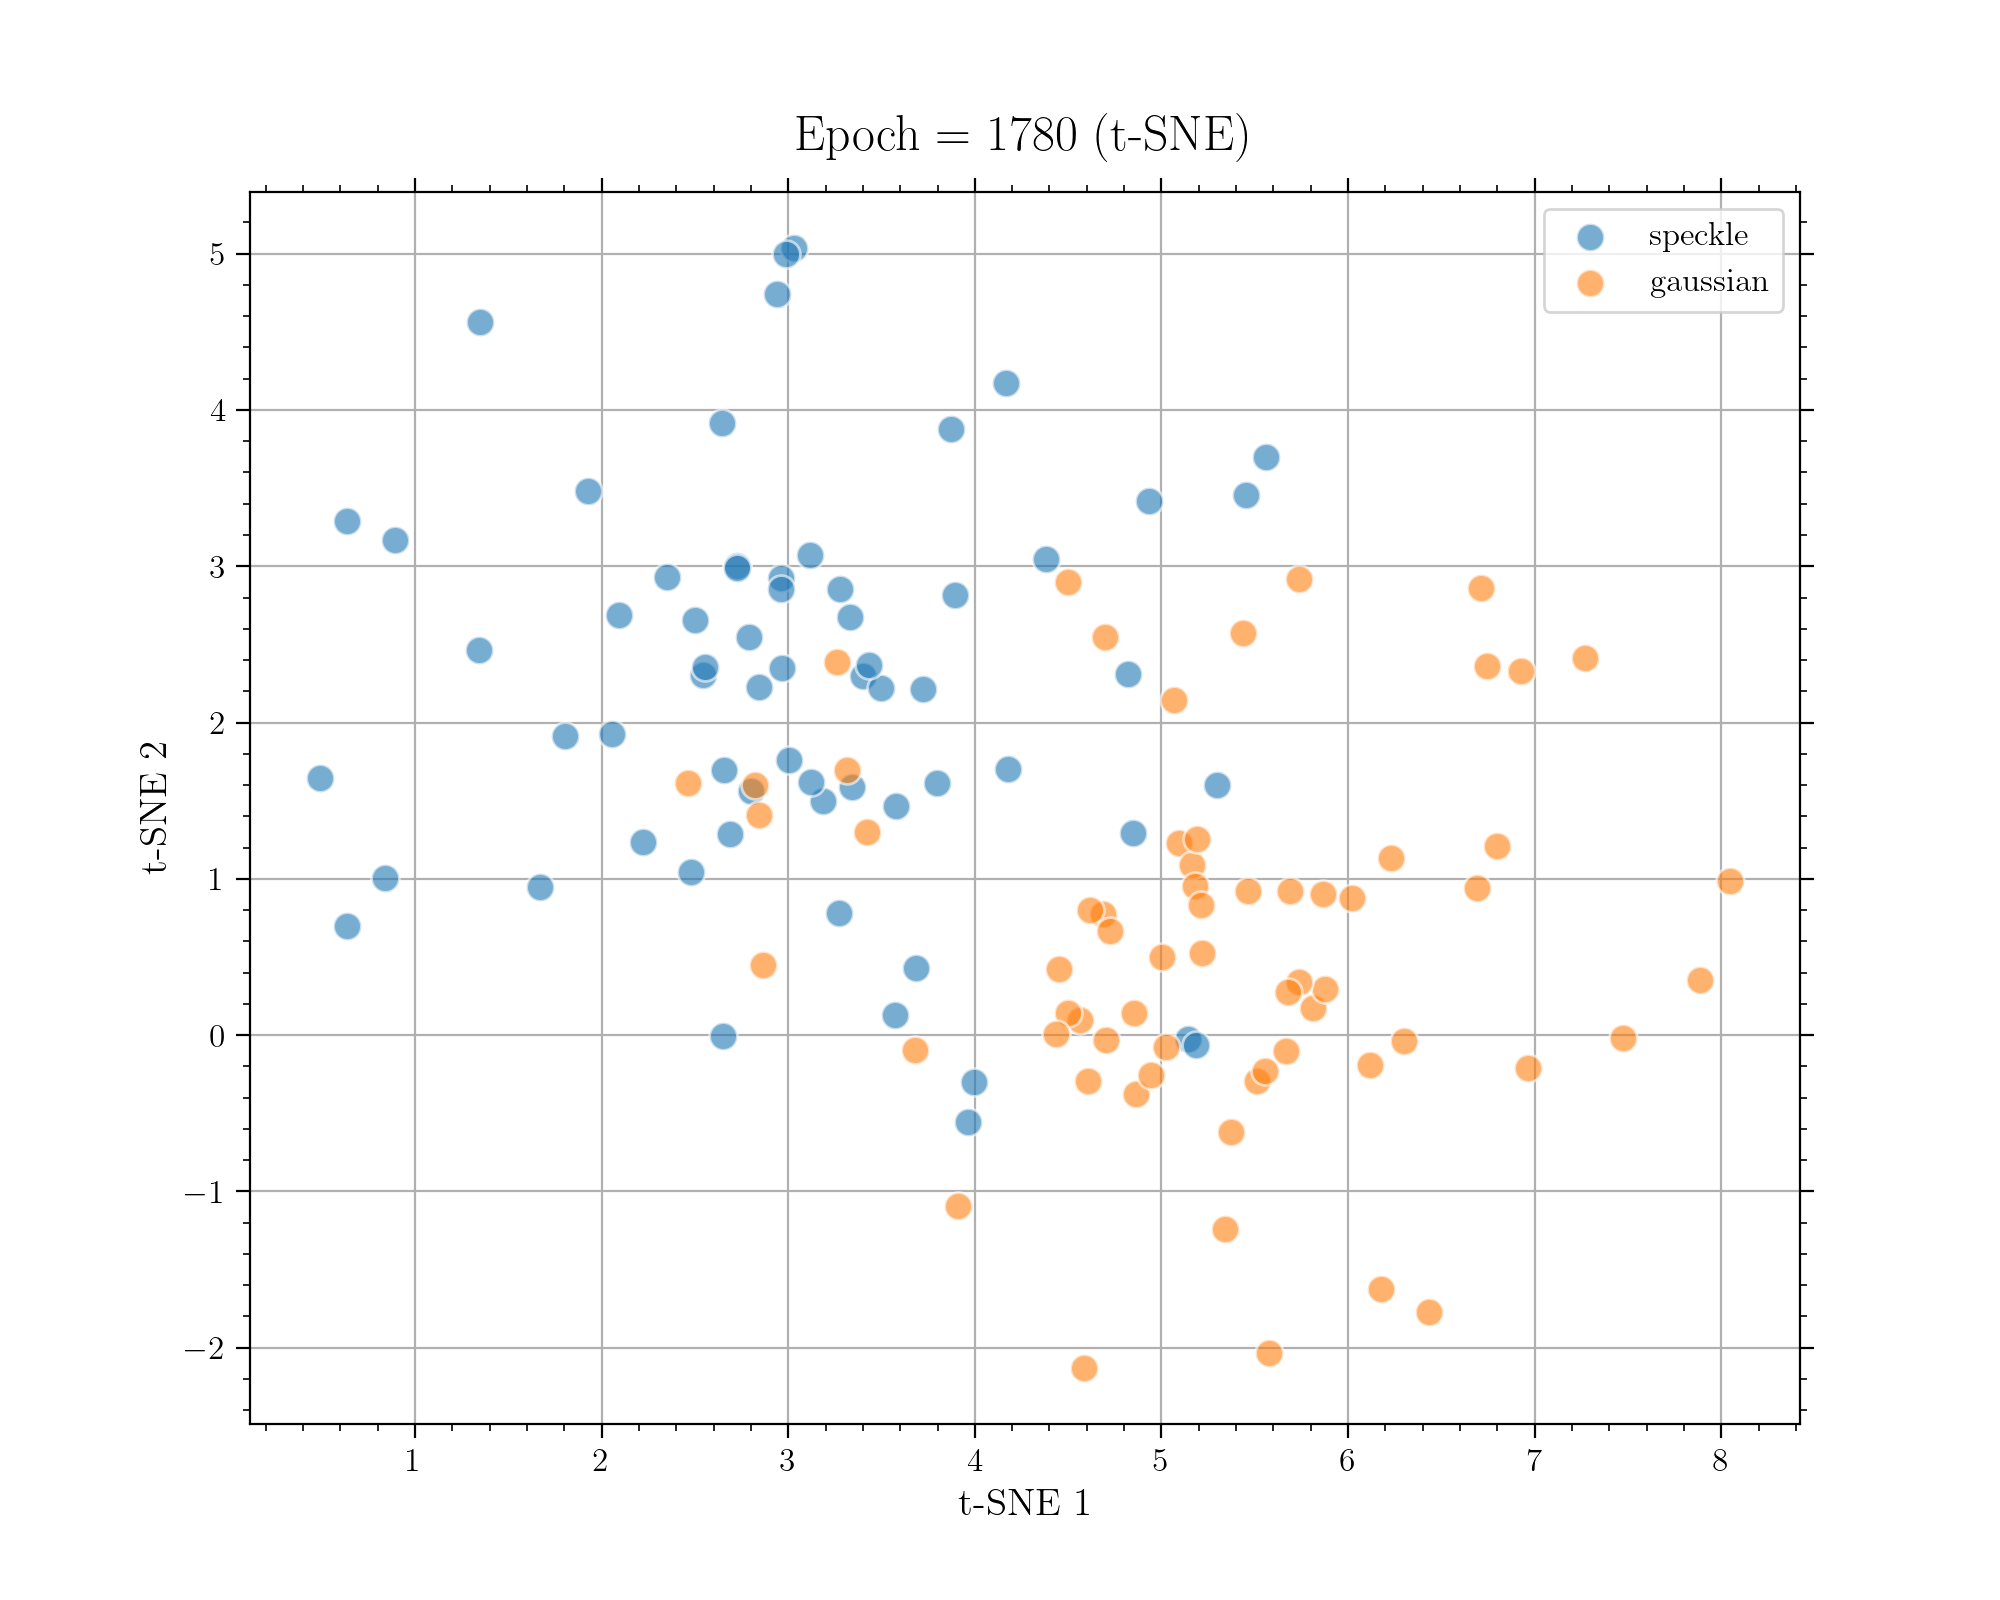 Epoch = 1780 (t-SNE)
speckle
gaussian
5
4
3
2
1
0
−1
−2
t-SNE 2
1 2 3 4 5 6 7 8
t-SNE 1